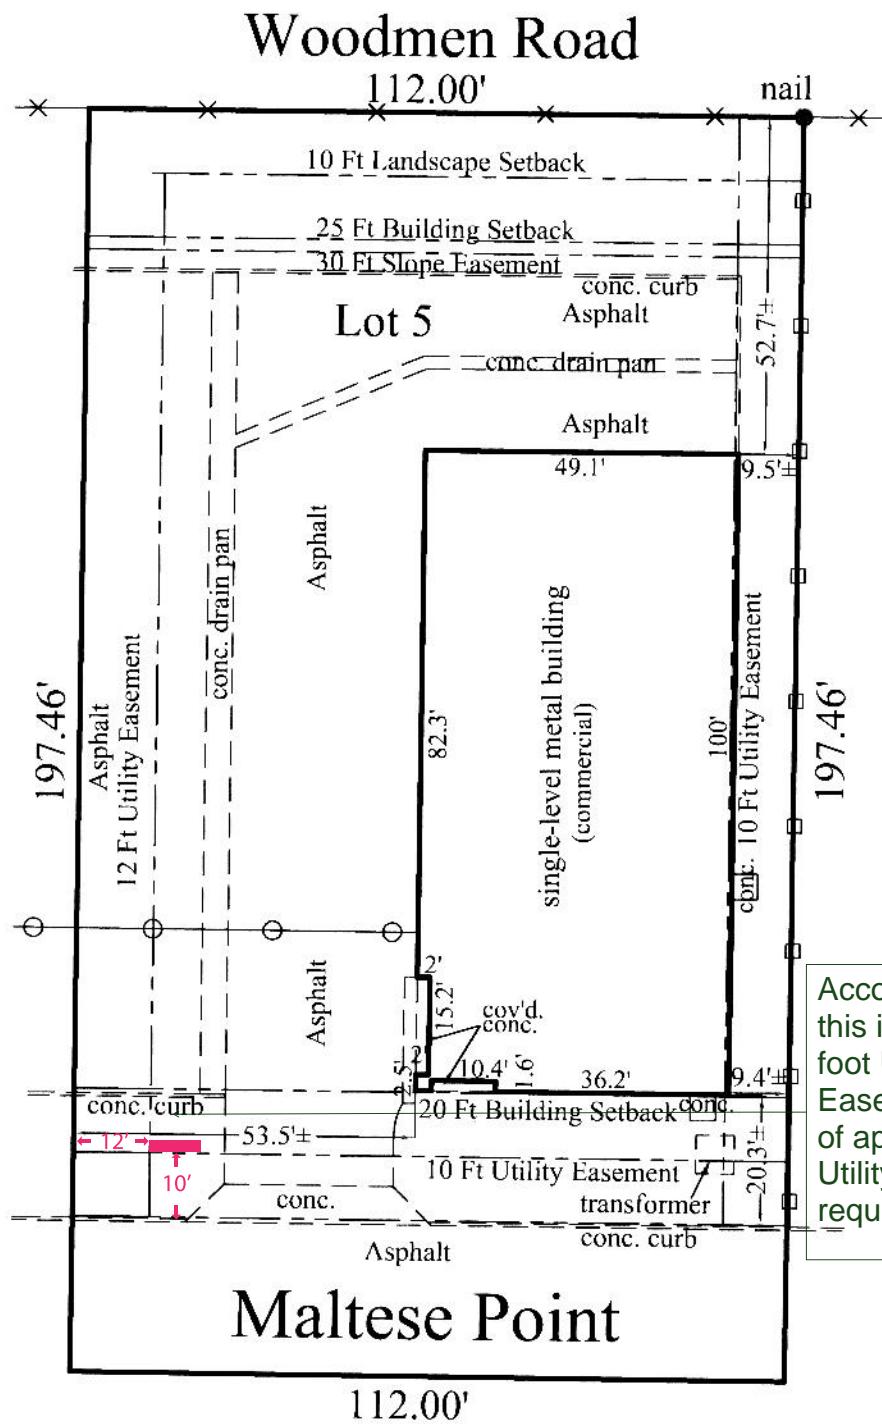 Woodmen Road
112.00'
nail
10 Ft Landscape Setback
25 Ft Building Setback
30 Ft Slope Easement
conc. curb
Lot 5
Asphalt
52.7'±
conc. drain pan
Asphalt
49.1'
9.5'±
Asphalt
conc. drain pan
single-level metal building
(commercial)
82.3'
100'
10 Ft Utility Easement
conc.
197.46'
197.46'
Asphalt
12 Ft Utility Easement
2'
15.2'
cov'd.
conc.
Asphalt
2'
2.5'
10.4'
1.6'
36.2'
9.4'±
conc. curb
20 Ft Building Setback
conc.
12'
53.5'±
10'
10 Ft Utility Easement
20.3'±
transformer
conc.
conc. curb
Asphalt
Maltese Point
112.00'
this i
foot
Ease
of ap
Utility
requ